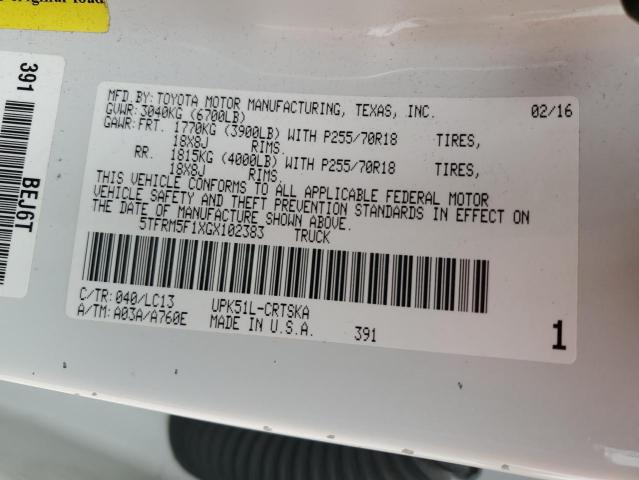 original load
391
BEJ6T
MFD.BY:TOYOTA MOTOR MANUFACTURING, TEXAS, INC. 02/16
GVWR:3040KG (6700LB)
GAWR:FRT. 1770KG (3900LB) WITH P255/70R18 TIRES,
18X8J RIMS.
RR. 1815KG (4000LB) WITH P255/70R18 TIRES,
18X8J RIMS.
THIS VEHICLE CONFORMS TO ALL APPLICABLE FEDERAL MOTOR
VEHICLE SAFETY AND THEFT PREVENTION STANDARDS IN EFFECT ON
THE DATE OF MANUFACTURE SHOWN ABOVE.
5TFRM5F1XGX102383 TRUCK
C/TR: 040/LC13 UPK51L-CRTSKA
A/TM: A03A/A760E MADE IN U.S.A. 391 1